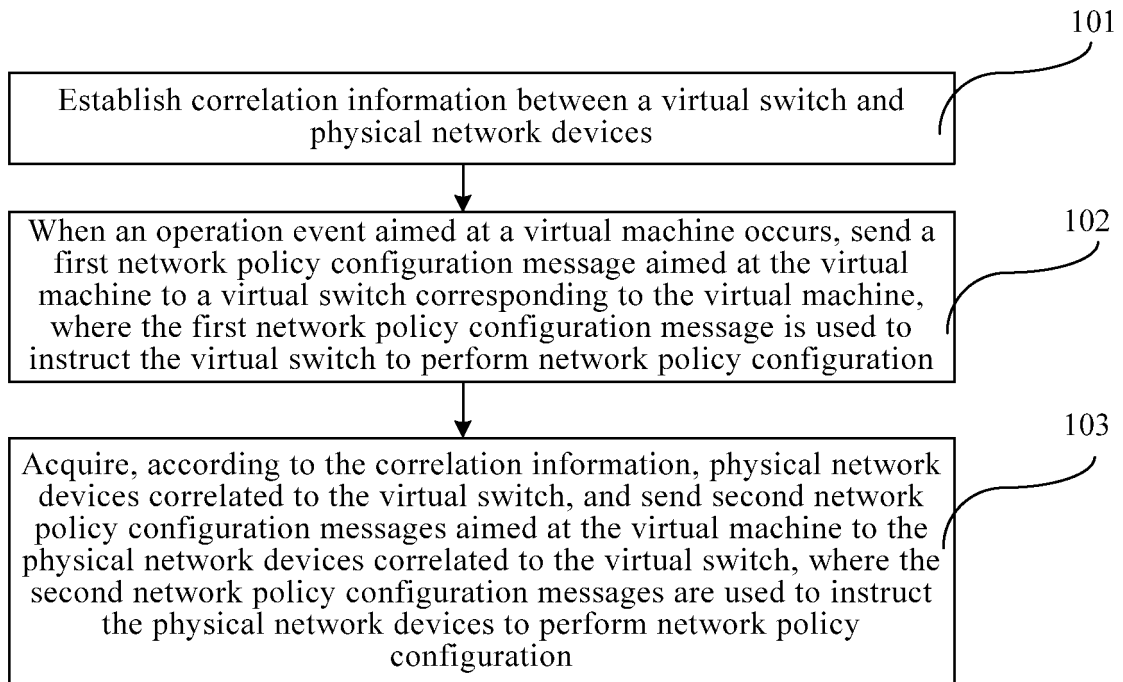 101
Establish correlation information between a virtual switch and
physical network devices
102
When an operation event aimed at a virtual machine occurs, send a
first network policy configuration message aimed at the virtual
machine to a virtual switch corresponding to the virtual machine,
where the first network policy configuration message is used to
instruct the virtual switch to perform network policy configuration
103
Acquire, according to the correlation information, physical network
devices correlated to the virtual switch, and send second network
policy configuration messages aimed at the virtual machine to the
physical network devices correlated to the virtual switch, where the
second network policy configuration messages are used to instruct
the physical network devices to perform network policy
configuration